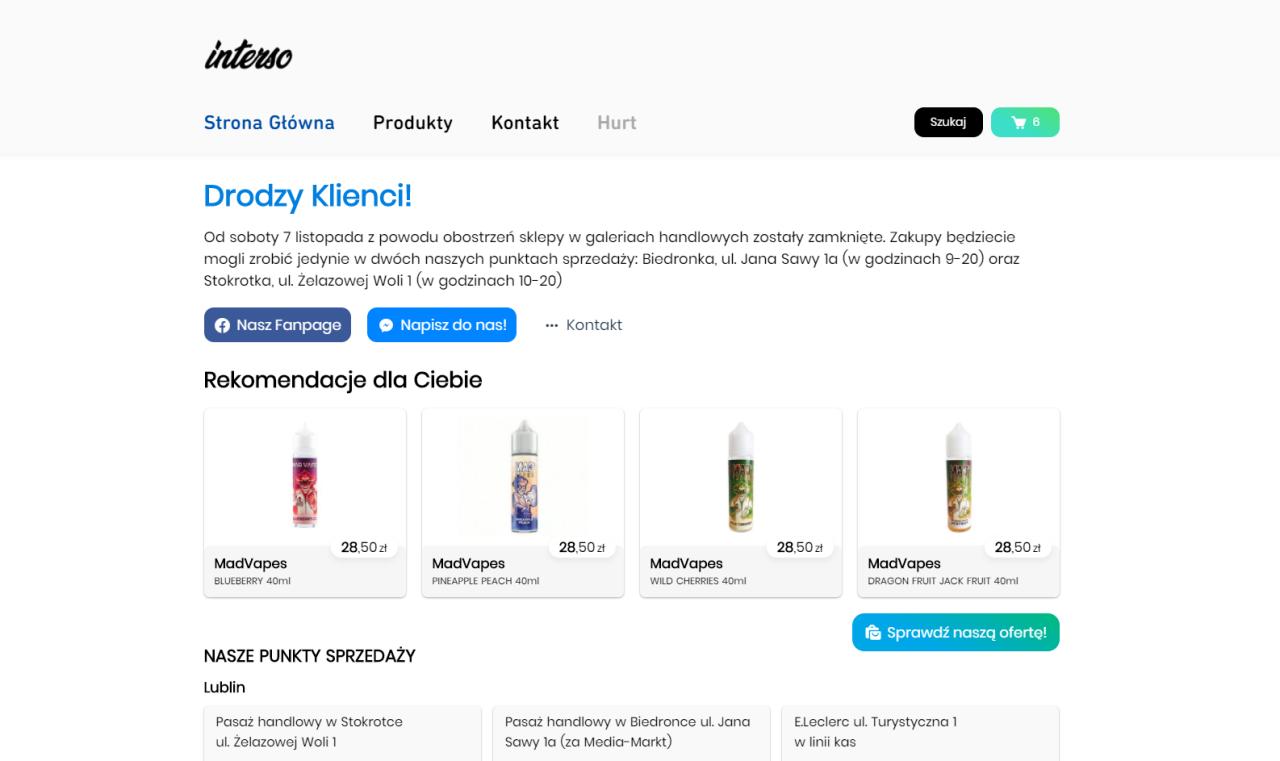 interso
Strona Główna
Produkty
Kontakt
Hurt
Szukaj
6
Drodzy Klienci!
Od soboty 7 listopada z powodu obostrzeń sklepy w galeriach handlowych zostały zamknięte. Zakupy będziecie
mogli zrobić jedynie w dwóch naszych punktach sprzedaży: Biedronka, ul. Jana Sawy 1a (w godzinach 9-20) oraz
Stokrotka, ul. Żelazowej Woli 1 (w godzinach 10-20)
Nasz Fanpage
Napisz do nas!
Kontakt
Rekomendacje dla Ciebie
28,50 zł
MadVapes
BLUEBERRY 40ml
28,50 zł
MadVapes
PINEAPPLE PEACH 40ml
28,50 zł
MadVapes
WILD CHERRIES 40ml
28,50 zł
MadVapes
DRAGON FRUIT JACK FRUIT 40ml
Sprawdź naszą ofertę!
NASZE PUNKTY SPRZEDAŻY
Lublin
Pasaż handlowy w Stokrotce
ul. Żelazowej Woli 1
Pasaż handlowy w Biedronce ul. Jana
Sawy 1a (za Media-Markt)
E.Leclerc ul. Turystyczna 1
w linii kas